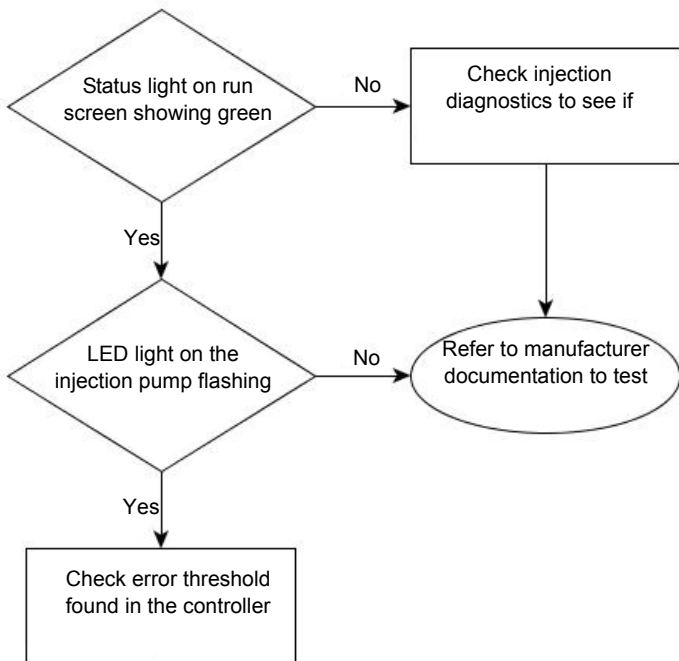 Status light on run
screen showing green
No
Check injection
diagnostics to see if
Yes
LED light on the
injection pump flashing
No
Refer to manufacturer
documentation to test
Yes
Check error threshold
found in the controller